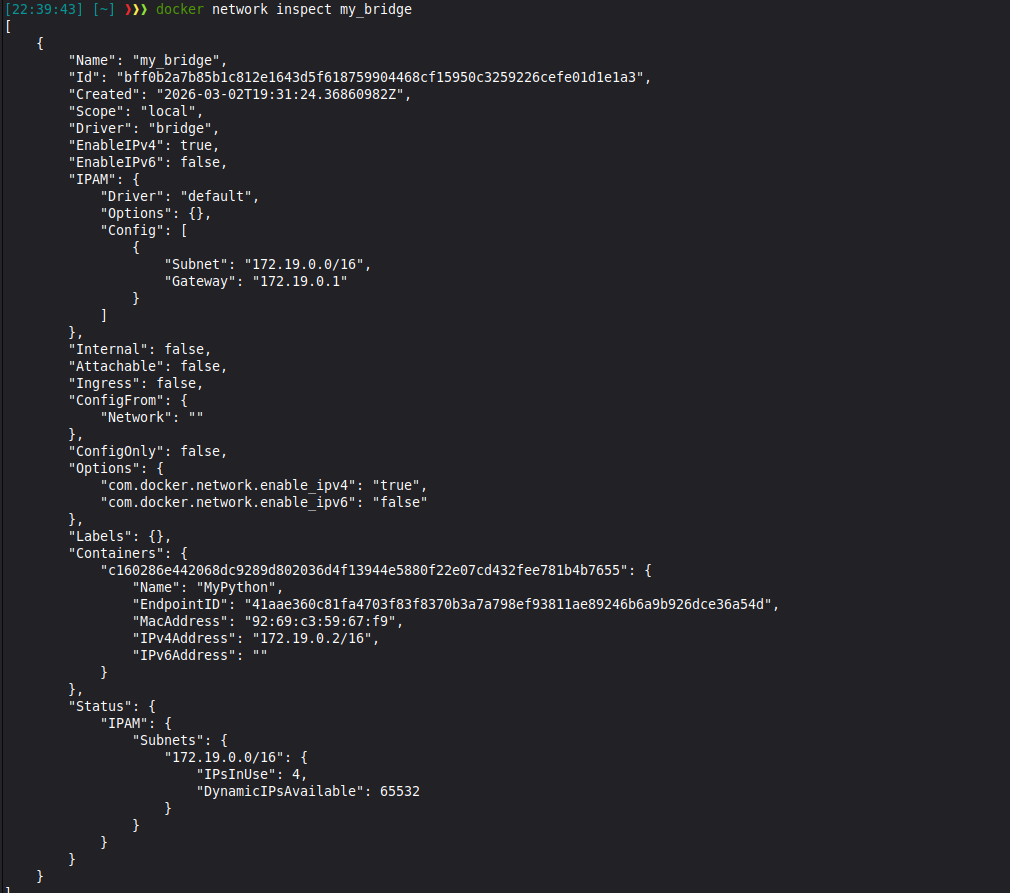 [22:39:43] [~] ❯❯❯ docker network inspect my_bridge
[
    {
        "Name": "my_bridge",
        "Id": "bff0b2a7b85b1c812e1643d5f618759904468cf15950c3259226cefe01d1e1a3",
        "Created": "2026-03-02T19:31:24.36860982Z",
        "Scope": "local",
        "Driver": "bridge",
        "EnableIPv4": true,
        "EnableIPv6": false,
        "IPAM": {
            "Driver": "default",
            "Options": {},
            "Config": [
                {
                    "Subnet": "172.19.0.0/16",
                    "Gateway": "172.19.0.1"
                }
            ]
        },
        "Internal": false,
        "Attachable": false,
        "Ingress": false,
        "ConfigFrom": {
            "Network": ""
        },
        "ConfigOnly": false,
        "Options": {
            "com.docker.network.enable_ipv4": "true",
            "com.docker.network.enable_ipv6": "false"
        },
        "Labels": {},
        "Containers": {
            "c160286e442068dc9289d802036d4f13944e5880f22e07cd432fee781b4b7655": {
                "Name": "MyPython",
                "EndpointID": "41aae360c81fa4703f83f8370b3a7a798ef93811ae89246b6a9b926dce36a54d",
                "MacAddress": "92:69:c3:59:67:f9",
                "IPv4Address": "172.19.0.2/16",
                "IPv6Address": ""
            }
        },
        "Status": {
            "IPAM": {
                "Subnets": {
                    "172.19.0.0/16": {
                        "IPsInUse": 4,
                        "DynamicIPsAvailable": 65532
                    }
                }
            }
        }
    }
]